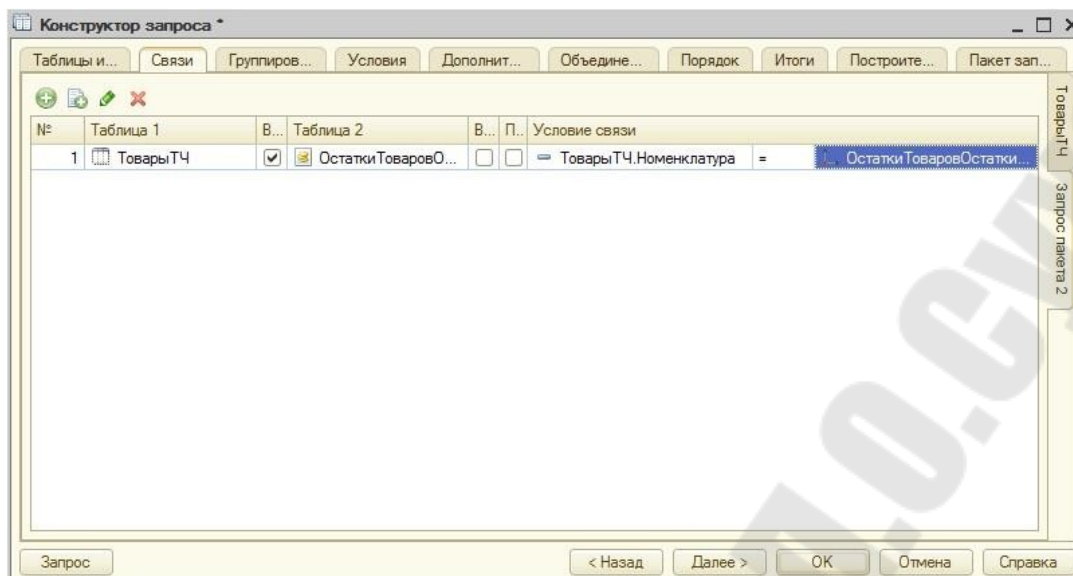 Конструктор запроса *
Таблицы и... Связи Группиров... Условия Дополнит... Объедине... Порядок Итоги Построите... Пакет зап...
№ Таблица 1 В... Таблица 2 В... П... Условие связи
1 ТоварыТЧ ОстаткиТоваровО... ТоварыТЧ.Номенклатура = ОстаткиТоваровОстатки...
ТоварыТЧ
Запрос пакета 2
Запрос < Назад Далее > ОК Отмена Справка